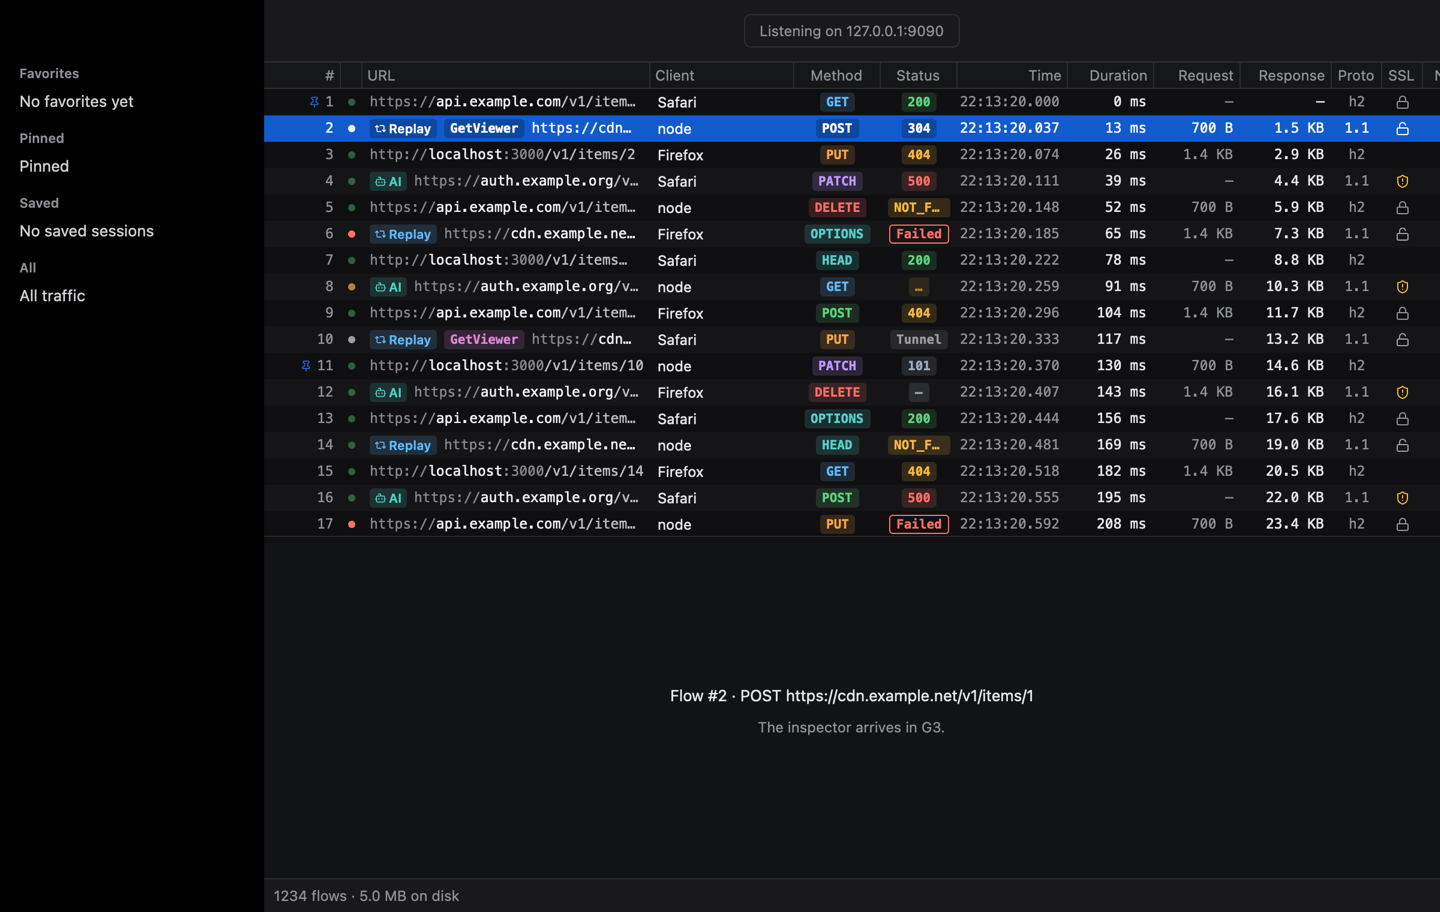 Listening on 127.0.0.1:9090
Favorites
No favorites yet
Pinned
Pinned
Saved
No saved sessions
All
All traffic
# URL Client Method Status Time Duration Request Response Proto SSL
1 https://api.example.com/v1/item… Safari GET 200 22:13:20.000 0 ms — — h2
2 Replay GetViewer https://cdn… node POST 304 22:13:20.037 13 ms 700 B 1.5 KB 1.1
3 http://localhost:3000/v1/items/2 Firefox PUT 404 22:13:20.074 26 ms 1.4 KB 2.9 KB h2
4 AI https://auth.example.org/v… Safari PATCH 500 22:13:20.111 39 ms — 4.4 KB 1.1
5 https://api.example.com/v1/item… node DELETE NOT_F… 22:13:20.148 52 ms 700 B 5.9 KB h2
6 Replay https://cdn.example.ne… Firefox OPTIONS Failed 22:13:20.185 65 ms 1.4 KB 7.3 KB 1.1
7 http://localhost:3000/v1/items… Safari HEAD 200 22:13:20.222 78 ms — 8.8 KB h2
8 AI https://auth.example.org/v… node GET … 22:13:20.259 91 ms 700 B 10.3 KB 1.1
9 https://api.example.com/v1/item… Firefox POST 404 22:13:20.296 104 ms 1.4 KB 11.7 KB h2
10 Replay GetViewer https://cdn… Safari PUT Tunnel 22:13:20.333 117 ms — 13.2 KB 1.1
11 http://localhost:3000/v1/items/10 node PATCH 101 22:13:20.370 130 ms 700 B 14.6 KB h2
12 AI https://auth.example.org/v… Firefox DELETE — 22:13:20.407 143 ms 1.4 KB 16.1 KB 1.1
13 https://api.example.com/v1/item… Safari OPTIONS 200 22:13:20.444 156 ms — 17.6 KB h2
14 Replay https://cdn.example.ne… node HEAD NOT_F… 22:13:20.481 169 ms 700 B 19.0 KB 1.1
15 http://localhost:3000/v1/items/14 Firefox GET 404 22:13:20.518 182 ms 1.4 KB 20.5 KB h2
16 AI https://auth.example.org/v… Safari POST 500 22:13:20.555 195 ms — 22.0 KB 1.1
17 https://api.example.com/v1/item… node PUT Failed 22:13:20.592 208 ms 700 B 23.4 KB h2
Flow #2 · POST https://cdn.example.net/v1/items/1
The inspector arrives in G3.
1234 flows · 5.0 MB on disk